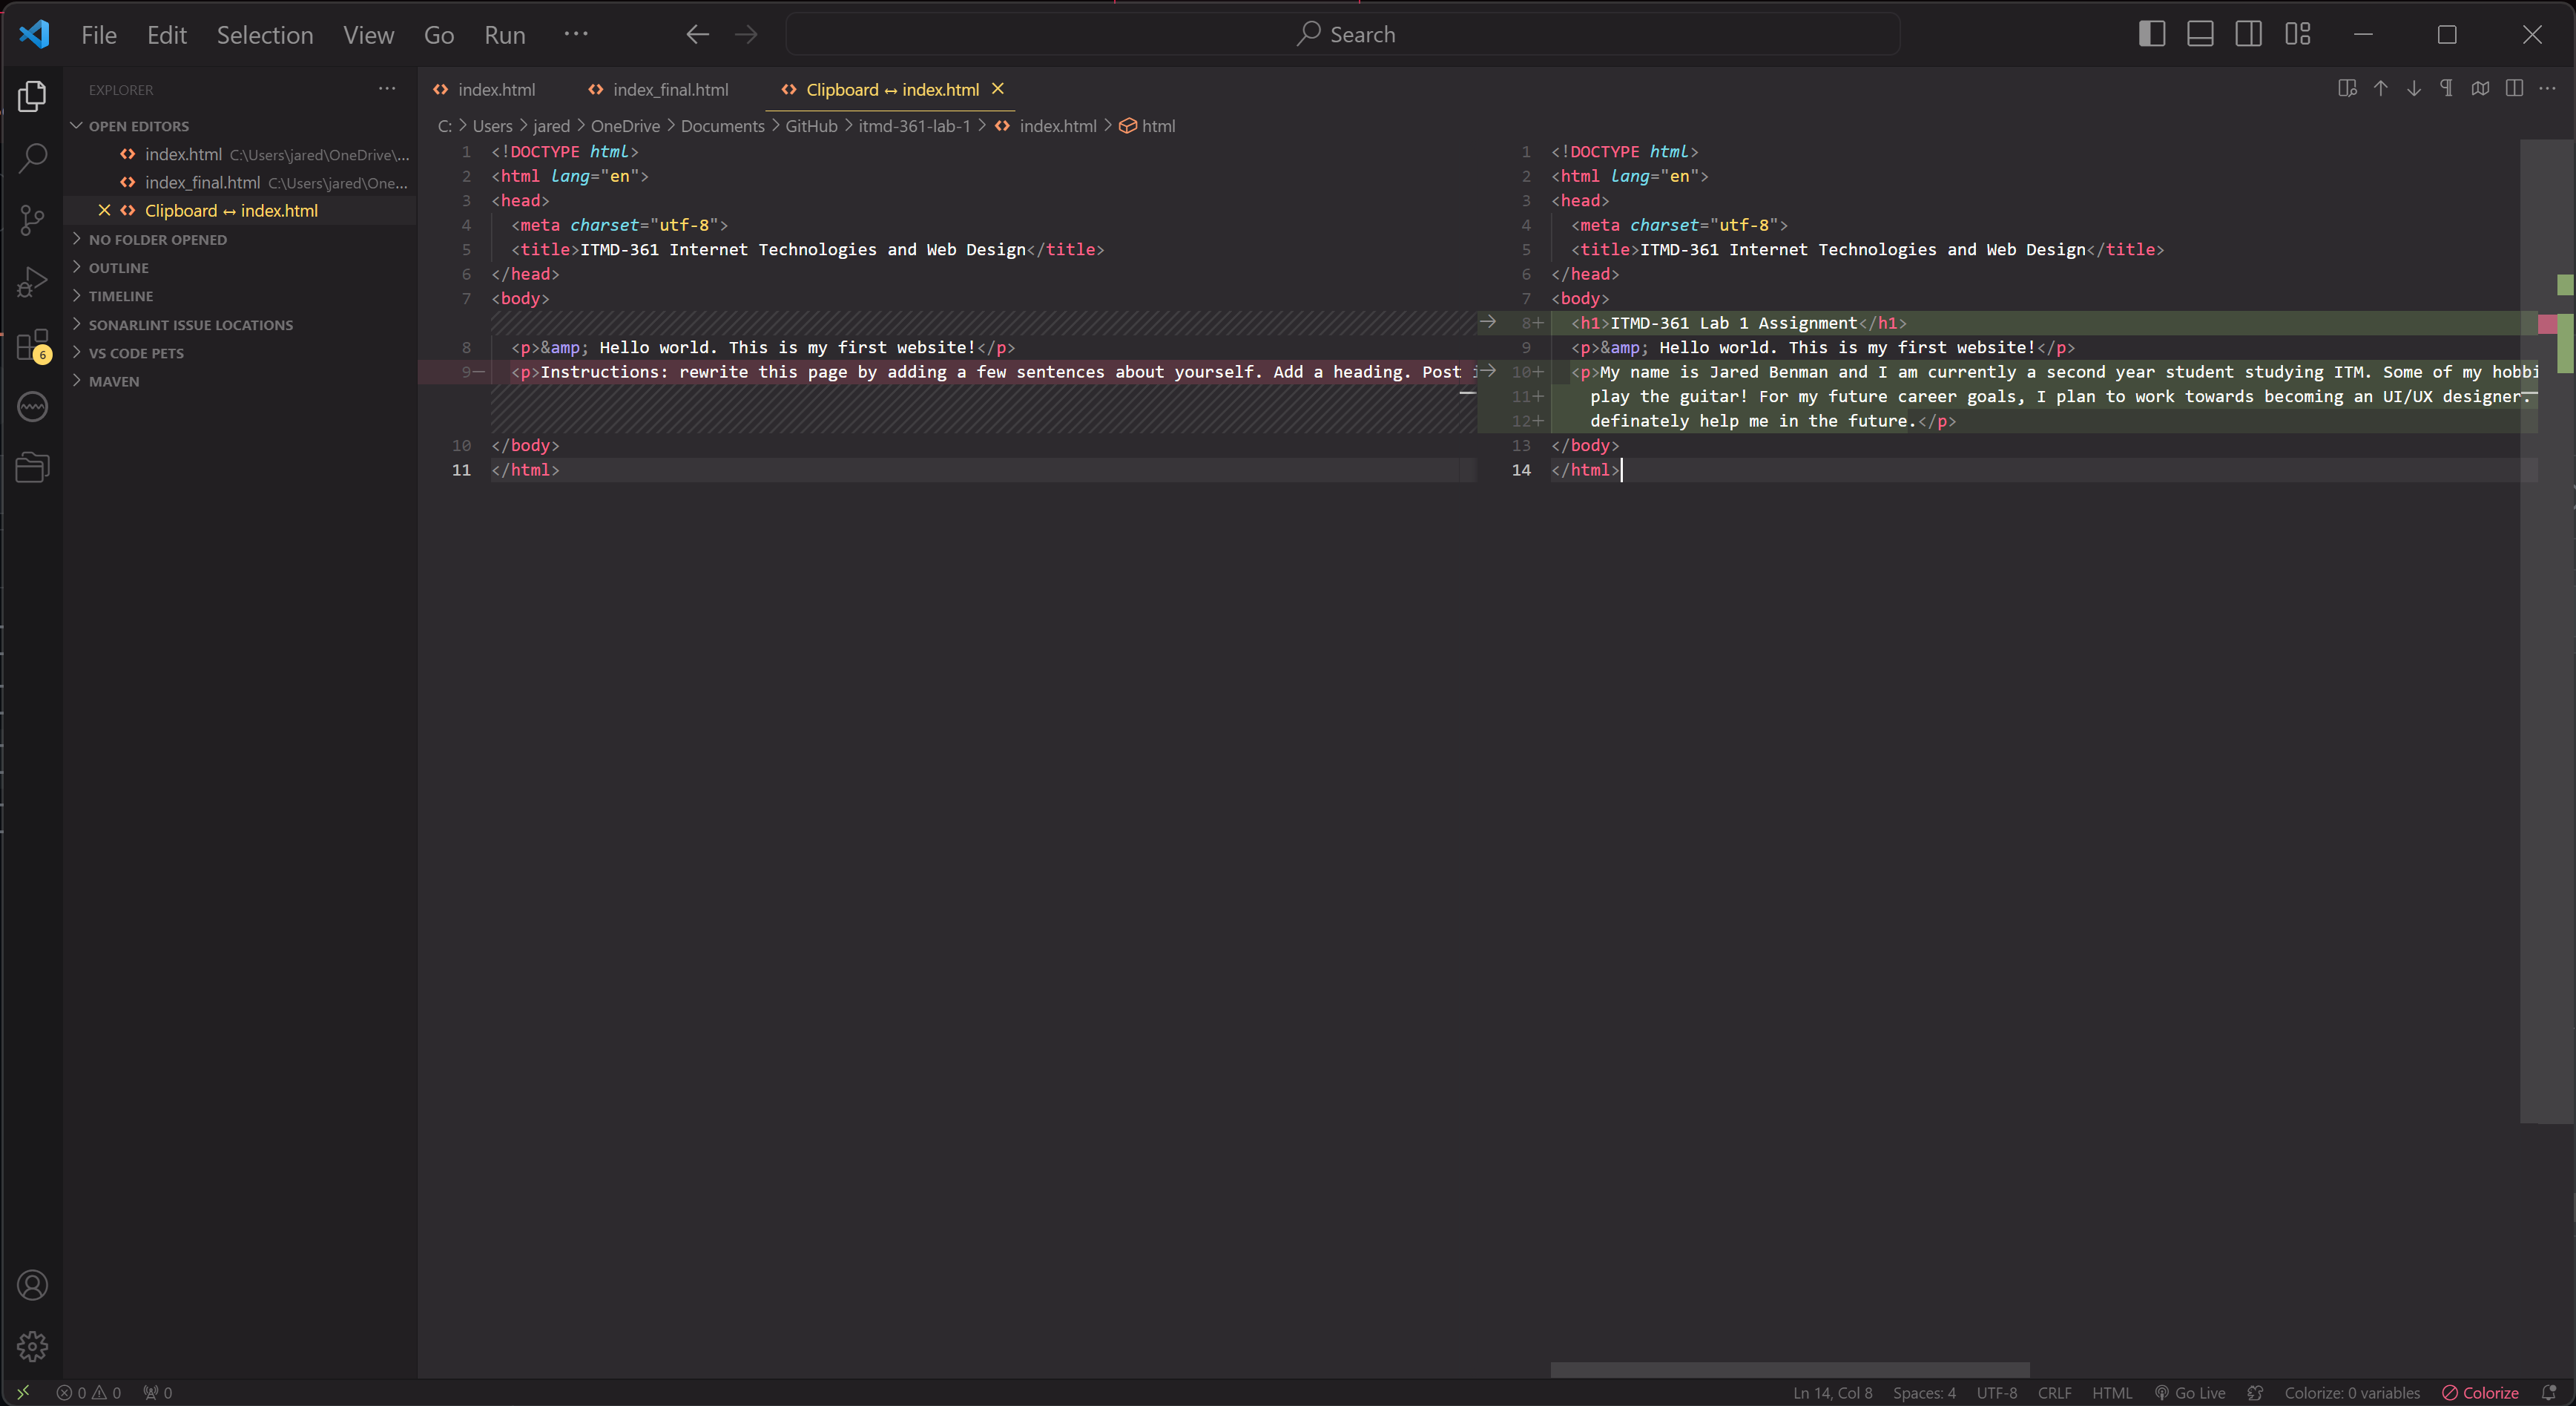 File Edit Selection View Go Run ··· Search
EXPLORER ···
OPEN EDITORS
index.html C:\Users\jared\OneDrive\...
index_final.html C:\Users\jared\One...
Clipboard ↔ index.html
NO FOLDER OPENED
OUTLINE
TIMELINE
SONARLINT ISSUE LOCATIONS
VS CODE PETS
MAVEN
6
index.html index_final.html Clipboard ↔ index.html
C: > Users > jared > OneDrive > Documents > GitHub > itmd-361-lab-1 > index.html > html
1 <!DOCTYPE html>
2 <html lang="en">
3 <head>
4 <meta charset="utf-8">
5 <title>ITMD-361 Internet Technologies and Web Design</title>
6 </head>
7 <body>
8 <p>&amp; Hello world. This is my first website!</p>
9— <p>Instructions: rewrite this page by adding a few sentences about yourself. Add a heading. Post
10 </body>
11 </html>
1 <!DOCTYPE html>
2 <html lang="en">
3 <head>
4 <meta charset="utf-8">
5 <title>ITMD-361 Internet Technologies and Web Design</title>
6 </head>
7 <body>
8+ <h1>ITMD-361 Lab 1 Assignment</h1>
9 <p>&amp; Hello world. This is my first website!</p>
10+ <p>My name is Jared Benman and I am currently a second year student studying ITM. Some of my hobbi
11+ play the guitar! For my future career goals, I plan to work towards becoming an UI/UX designer.
12+ definately help me in the future.</p>
13 </body>
14 </html>
0 0 0 Ln 14, Col 8 Spaces: 4 UTF-8 CRLF HTML Go Live Colorize: 0 variables Colorize